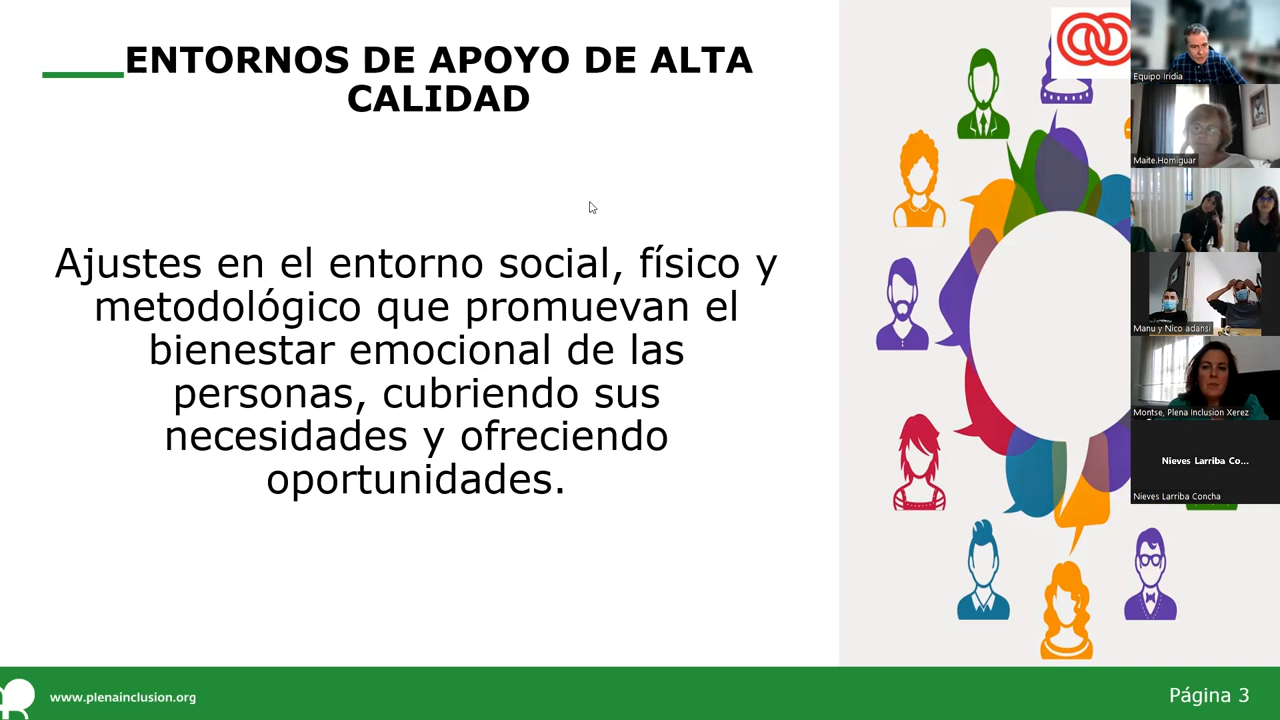 ENTORNOS DE APOYO DE ALTA
CALIDAD
Ajustes en el entorno social, físico y
metodológico que promuevan el
bienestar emocional de las
personas, cubriendo sus
necesidades y ofreciendo
oportunidades.
www.plenainclusion.org
Página 3
Equipo Iridia
Maite.Homiguar
Manu y Nico adansi
Montse, Plena Inclusion Xerez
Nieves Larriba Co...
Nieves Larriba Concha